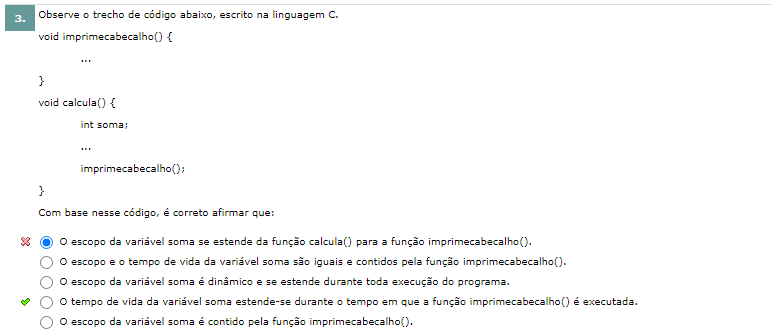 3. Observe o trecho de código abaixo, escrito na linguagem C.
void imprimecabecalho() {
...
}
void calcula() {
int soma;
...
imprimecabecalho();
}
Com base nesse código, é correto afirmar que:
O escopo da variável soma se estende da função calcula() para a função imprimecabecalho().
O escopo e o tempo de vida da variável soma são iguais e contidos pela função imprimecabecalho().
O escopo da variável soma é dinâmico e se estende durante toda execução do programa.
O tempo de vida da variável soma estende-se durante o tempo em que a função imprimecabecalho() é executada.
O escopo da variável soma é contido pela função imprimecabecalho().